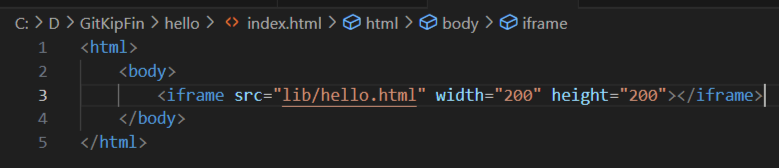 C: > D > GitKipFin > hello > <> index.html > html > body > iframe
1 <html>
2     <body>
3         <iframe src="lib/hello.html" width="200" height="200"></iframe>
4     </body>
5 </html>